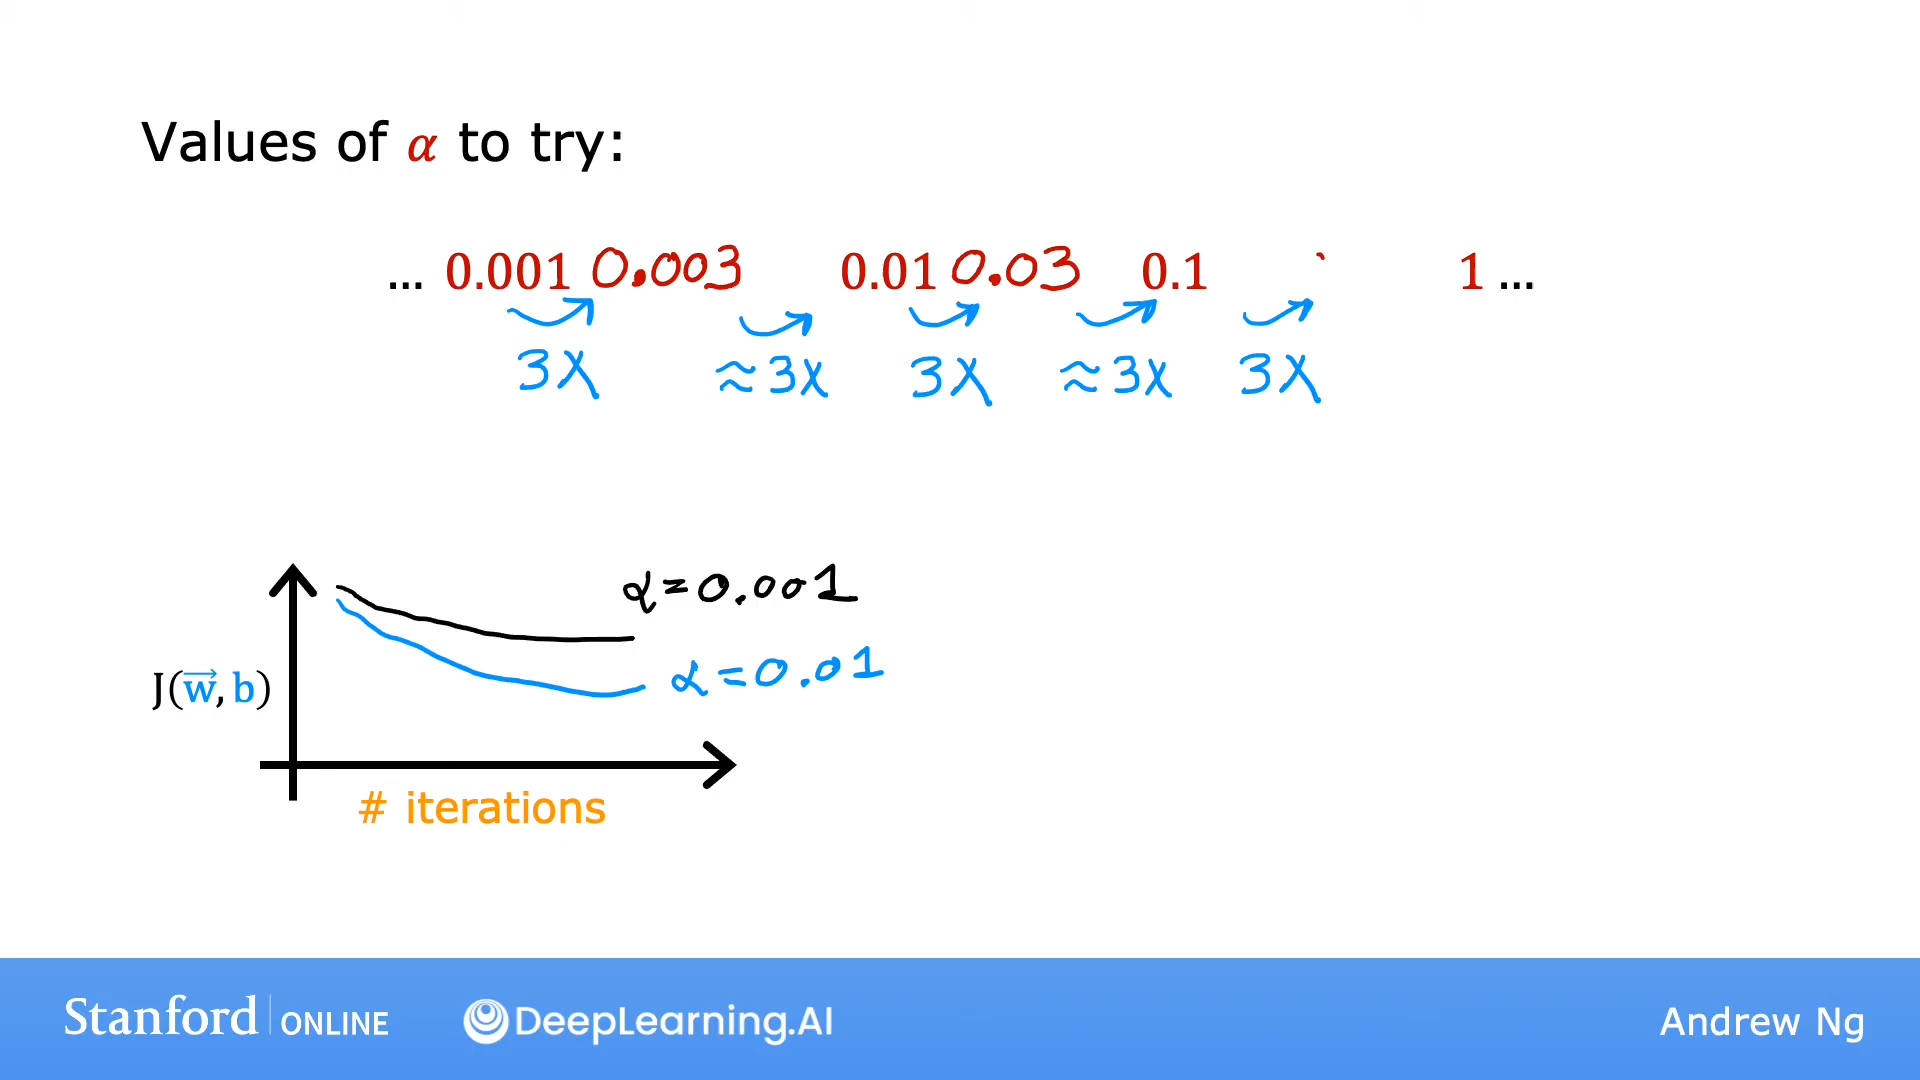 Values of α to try:
... 0.001 0.003 0.01 0.03 0.1 1 ...
3X ≈3X 3X ≈3X 3X
α=0.001
α=0.01
J(w⃗, b)
# iterations
Stanford | ONLINE DeepLearning.AI Andrew Ng